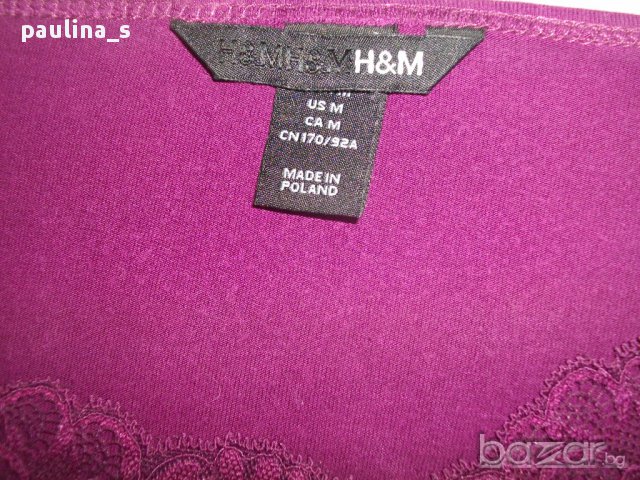 paulina_s
H&MH&MH&M
M
US M
CA M
CN170/92A
MADE IN
POLAND
bazar.bg